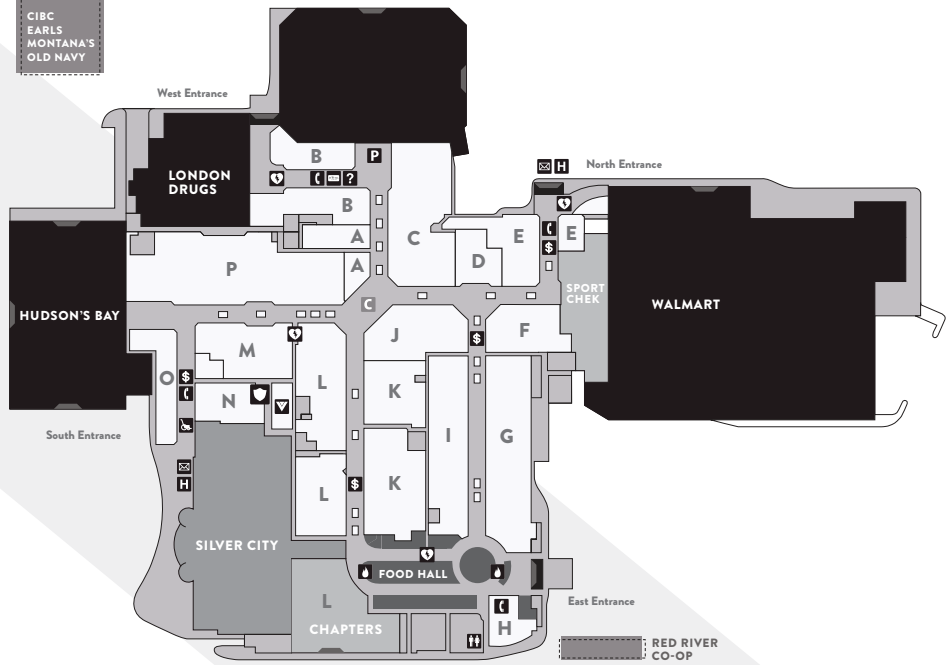 CIBC
EARLS
MONTANA'S
OLD NAVY
West Entrance
B
P
LONDON
DRUGS
?
B
H
North Entrance
A
C
E
E
$
P
A
D
SPORT
CHEK
C
HUDSON'S BAY
WALMART
J
$
F
M
O
$
L
K
N
South Entrance
I
G
K
L
$
H
SILVER CITY
FOOD HALL
L
CHAPTERS
H
East Entrance
RED RIVER
CO-OP